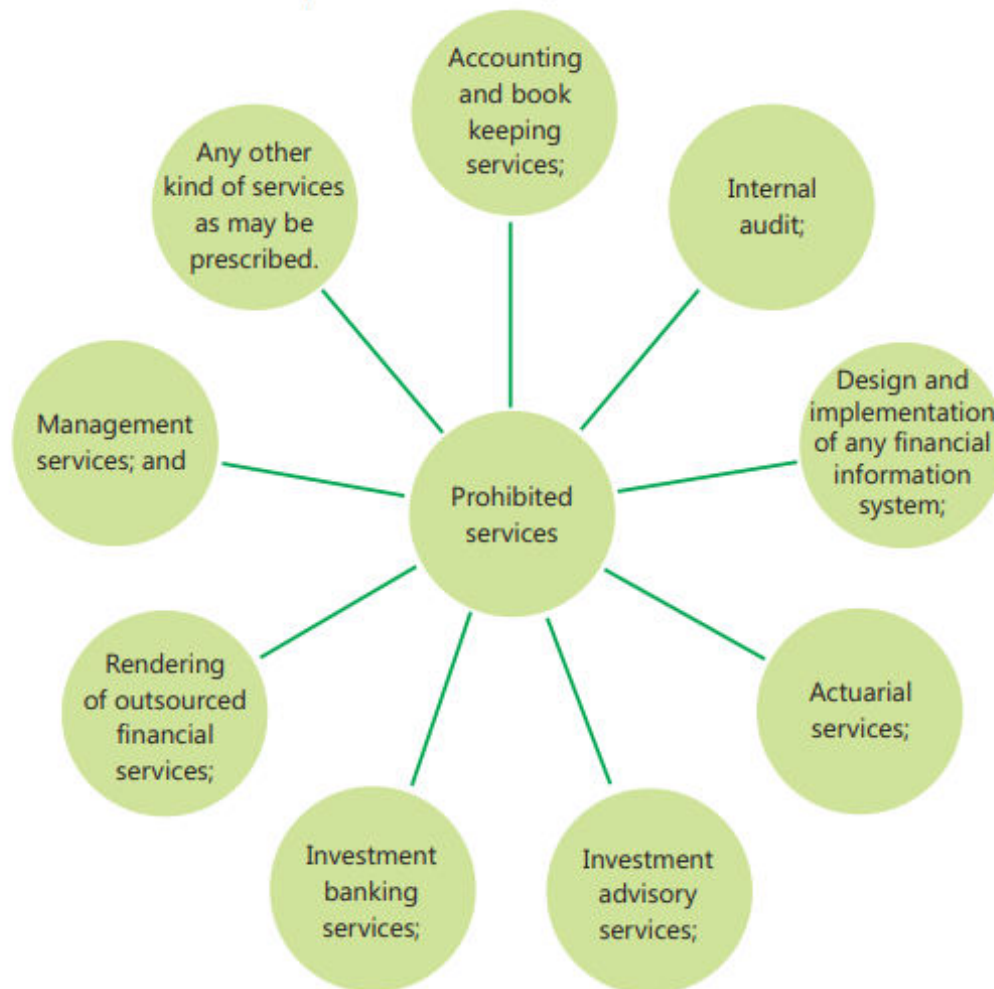 Accounting
and book
keeping
services;
Internal
audit;
Design and
implementation
of any financial
information
system;
Actuarial
services;
Investment
advisory
services;
Investment
banking
services;
Rendering
of outsourced
financial
services;
Management
services; and
Any other
kind of services
as may be
prescribed.
Prohibited
services